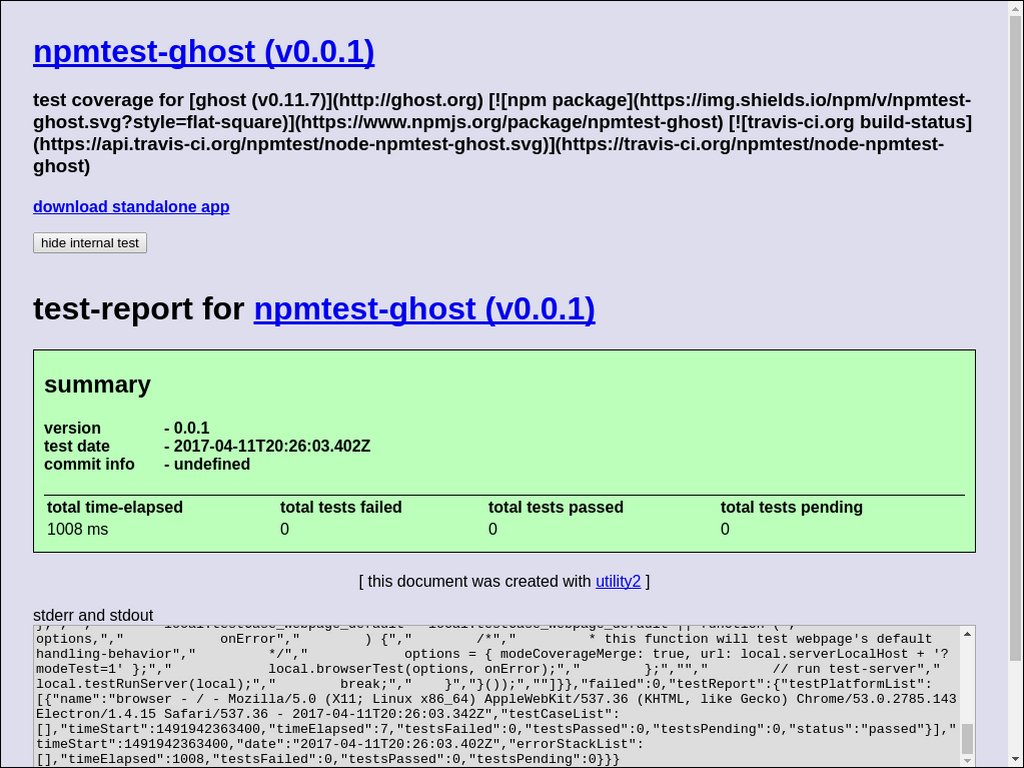 npmtest-ghost (v0.0.1)
test coverage for [ghost (v0.11.7)](http://ghost.org) [![npm package](https://img.shields.io/npm/v/npmtest-
ghost.svg?style=flat-square)](https://www.npmjs.org/package/npmtest-ghost) [![travis-ci.org build-status]
(https://api.travis-ci.org/npmtest/node-npmtest-ghost.svg)](https://travis-ci.org/npmtest/node-npmtest-
ghost)
download standalone app
hide internal test
test-report for npmtest-ghost (v0.0.1)
summary
version - 0.0.1
test date - 2017-04-11T20:26:03.402Z
commit info - undefined
total time-elapsed total tests failed total tests passed total tests pending
1008 ms 0 0 0
[ this document was created with utility2 ]
stderr and stdout
options,","            onError","        ) {","        /*","         * this function will test webpage's default
handling-behavior","         */","            options = { modeCoverageMerge: true, url: local.serverLocalHost + '?
modeTest=1' };","            local.browserTest(options, onError);","        };","","        // run test-server","
local.testRunServer(local);","        break;","    }","}());",""]}},"failed":0,"testReport":{"testPlatformList":
[{"name":"browser - / - Mozilla/5.0 (X11; Linux x86_64) AppleWebKit/537.36 (KHTML, like Gecko) Chrome/53.0.2785.143
Electron/1.4.15 Safari/537.36 - 2017-04-11T20:26:03.342Z","testCaseList":
[],"timeStart":1491942363400,"timeElapsed":7,"testsFailed":0,"testsPassed":0,"testsPending":0,"status":"passed"}],"
timeStart":1491942363400,"date":"2017-04-11T20:26:03.402Z","errorStackList":
[],"timeElapsed":1008,"testsFailed":0,"testsPassed":0,"testsPending":0}}}